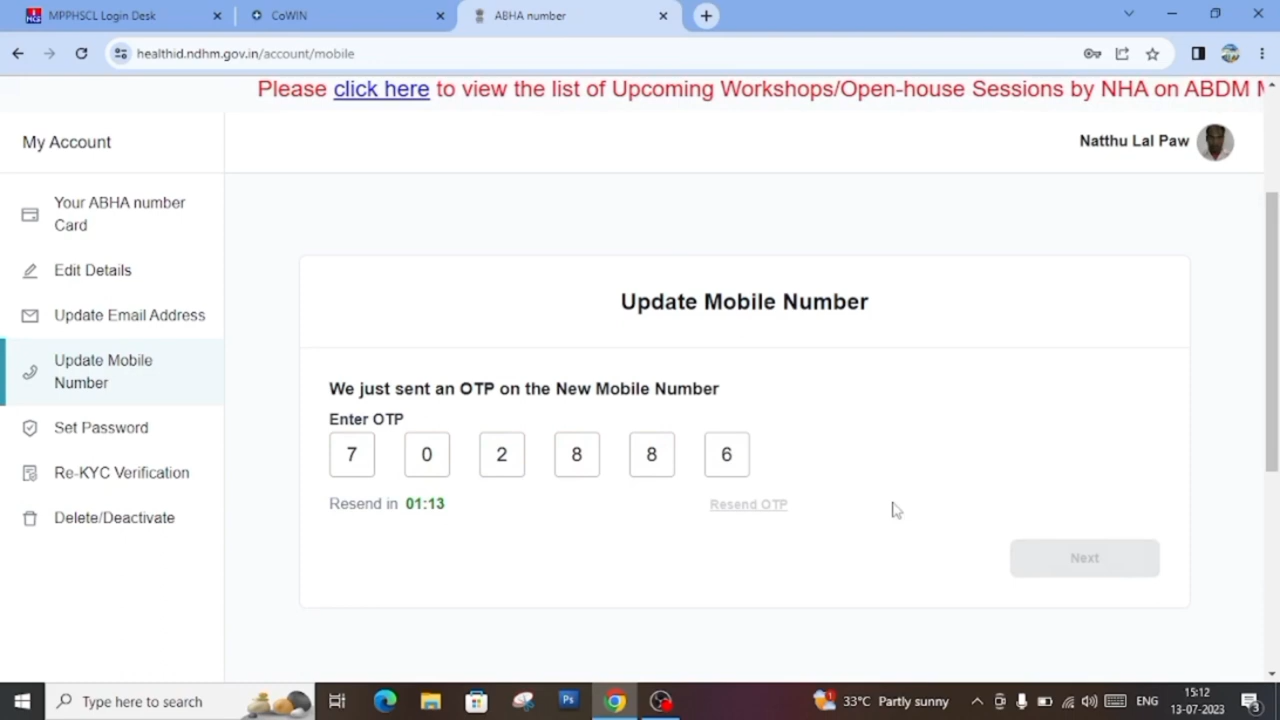 MPPHSCL Login Desk
CoWIN
ABHA number
healthid.ndhm.gov.in/account/mobile
Please click here to view the list of Upcoming Workshops/Open-house Sessions by NHA on ABDM
My Account
Natthu Lal Paw
Your ABHA number
Card
Edit Details
Update Email Address
Update Mobile
Number
Set Password
Re-KYC Verification
Delete/Deactivate
Update Mobile Number
We just sent an OTP on the New Mobile Number
Enter OTP
7 0 2 8 8 6
Resend in 01:13
Resend OTP
Next
Type here to search
Ps
33°C Partly sunny
ENG
15:12
13-07-2023
3